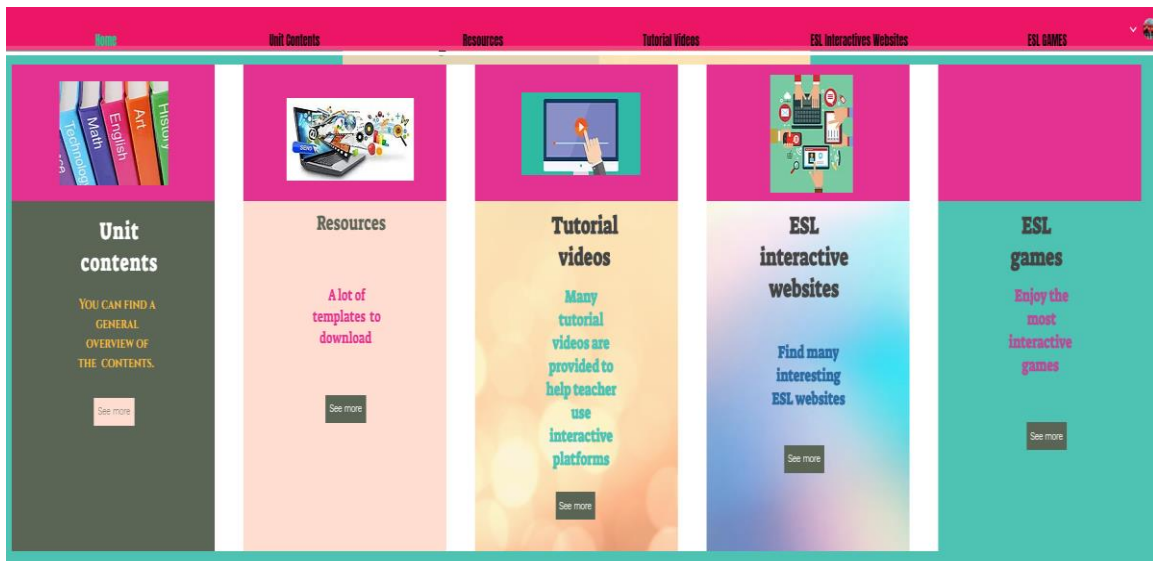 Home Unit Contents Resources Tutorial Videos ESL Interactives Websites ESL GAMES
Technology
Math
English
Art
History
SEND
Unit
contents
YOU CAN FIND A
GENERAL
OVERVIEW OF
THE CONTENTS.
See more
Resources
A lot of
templates to
download
See more
Tutorial
videos
Many
tutorial
videos are
provided to
help teacher
use
interactive
platforms
See more
ESL
interactive
websites
Find many
interesting
ESL websites
See more
ESL
games
Enjoy the
most
interactive
games
See more